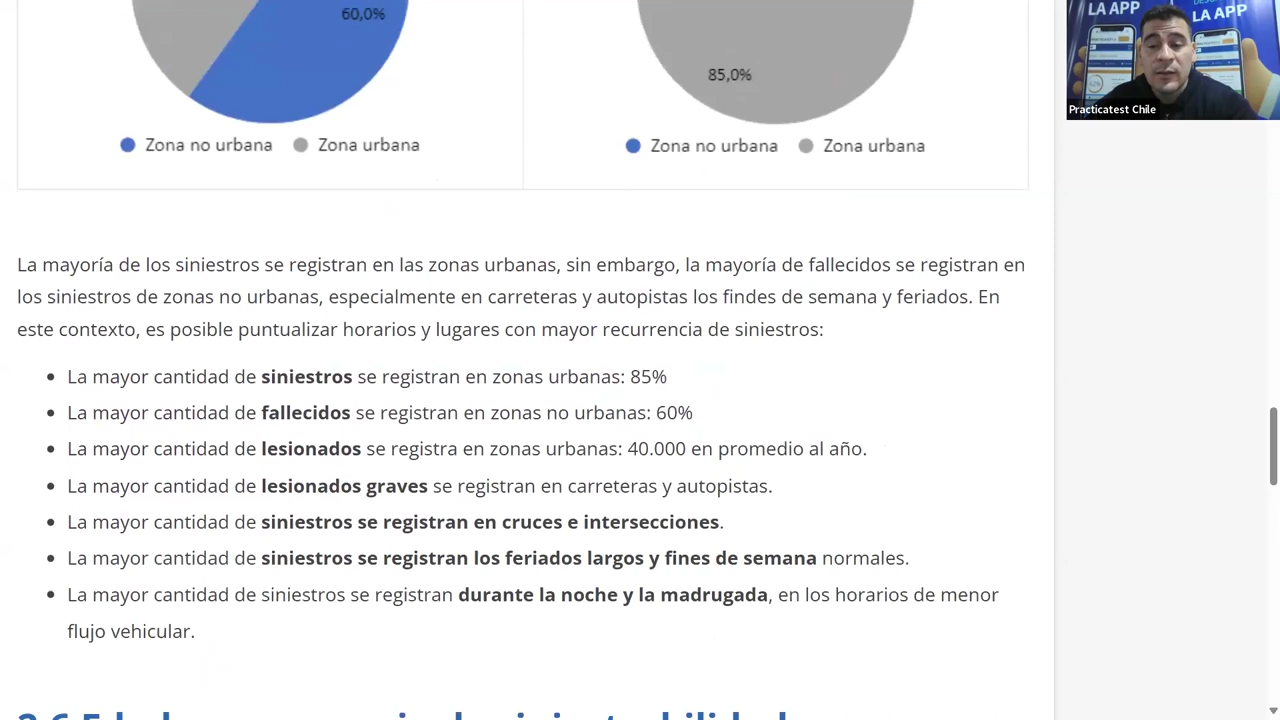 60,0%
85,0%
LA APP
LA APP
Practicatest Chile
Zona no urbana
Zona urbana
Zona no urbana
Zona urbana
La mayoría de los siniestros se registran en las zonas urbanas, sin embargo, la mayoría de fallecidos se registran en
los siniestros de zonas no urbanas, especialmente en carreteras y autopistas los findes de semana y feriados. En
este contexto, es posible puntualizar horarios y lugares con mayor recurrencia de siniestros:
La mayor cantidad de siniestros se registran en zonas urbanas: 85%
La mayor cantidad de fallecidos se registran en zonas no urbanas: 60%
La mayor cantidad de lesionados se registra en zonas urbanas: 40.000 en promedio al año.
La mayor cantidad de lesionados graves se registran en carreteras y autopistas.
La mayor cantidad de siniestros se registran en cruces e intersecciones.
La mayor cantidad de siniestros se registran los feriados largos y fines de semana normales.
La mayor cantidad de siniestros se registran durante la noche y la madrugada, en los horarios de menor
flujo vehicular.